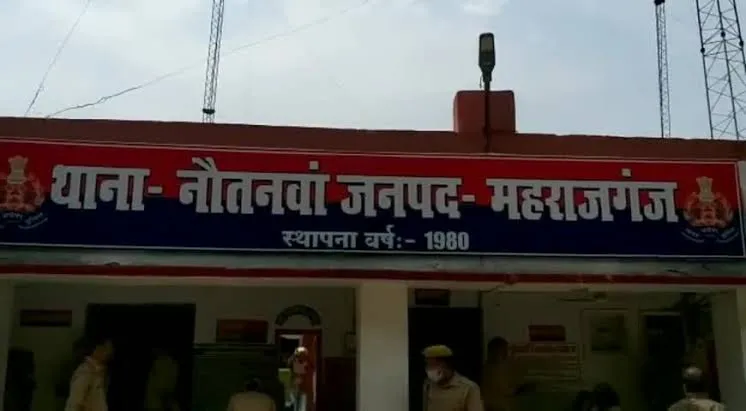 थाना- नौतनवां जनपद- महराजगंज
स्थापना वर्षः- 1980